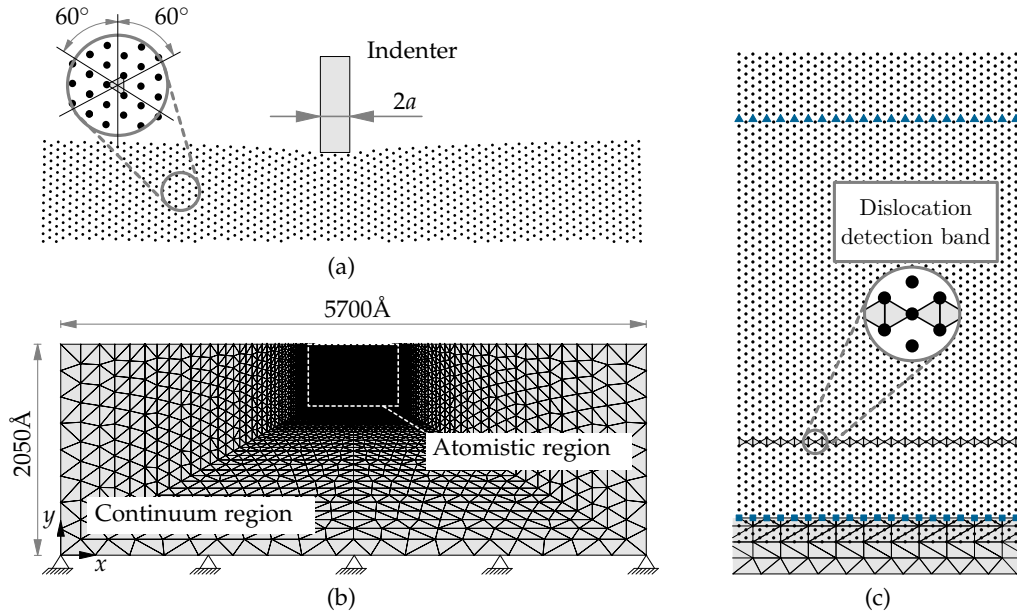 60° 60°
Indenter
2a
(a)
5700Å
2050Å
Atomistic region
Continuum region
y
x
(b)
Dislocation
detection band
(c)